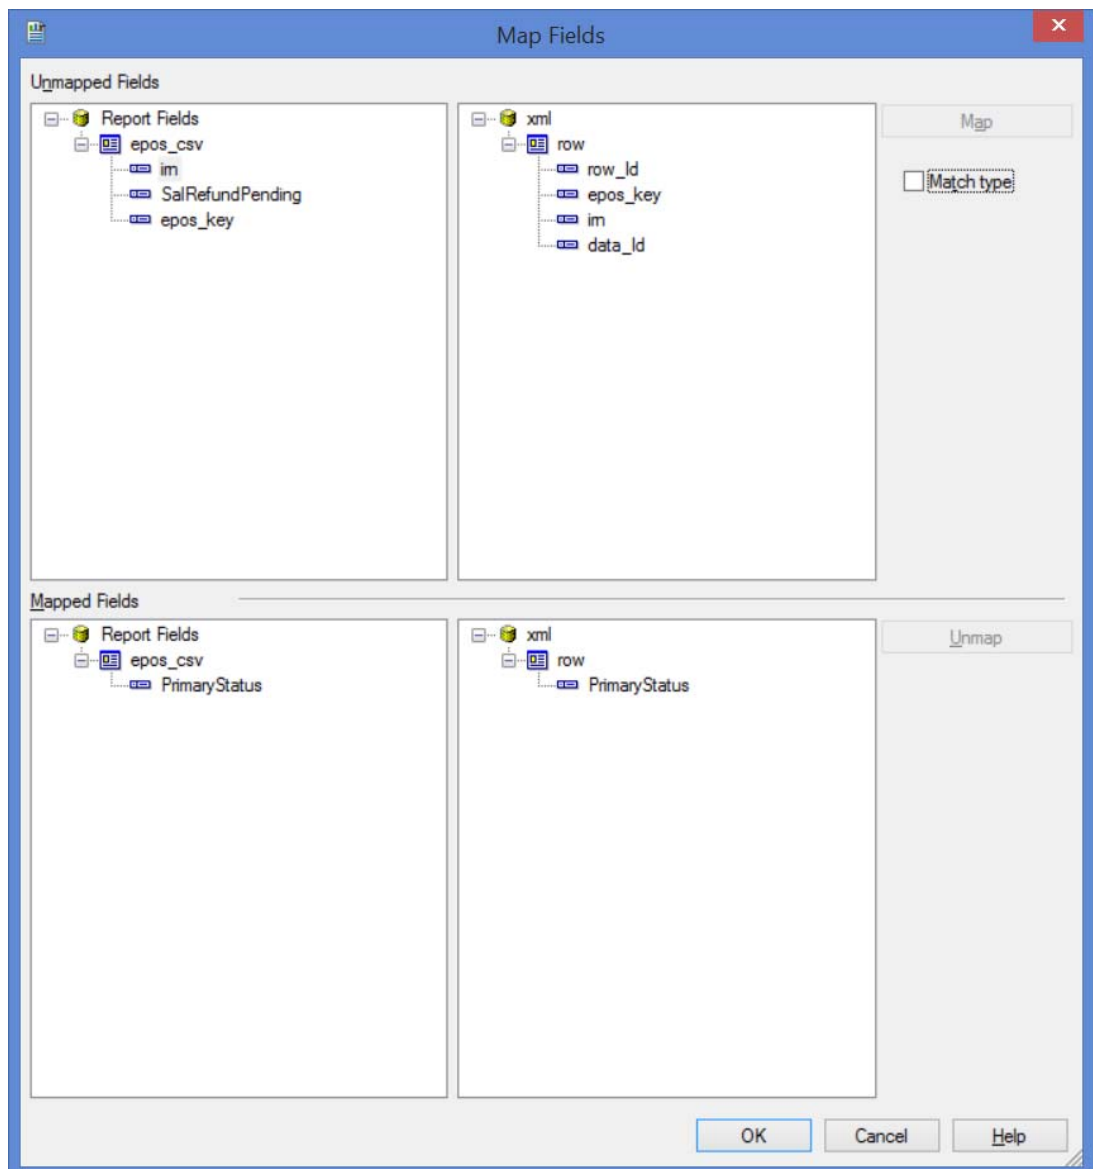 Map Fields
Unmapped Fields
Report Fields
epos_csv
im
SalRefundPending
epos_key
xml
row
row_Id
epos_key
im
data_Id
Map
Match type
Mapped Fields
Report Fields
epos_csv
PrimaryStatus
xml
row
PrimaryStatus
Unmap
OK
Cancel
Help